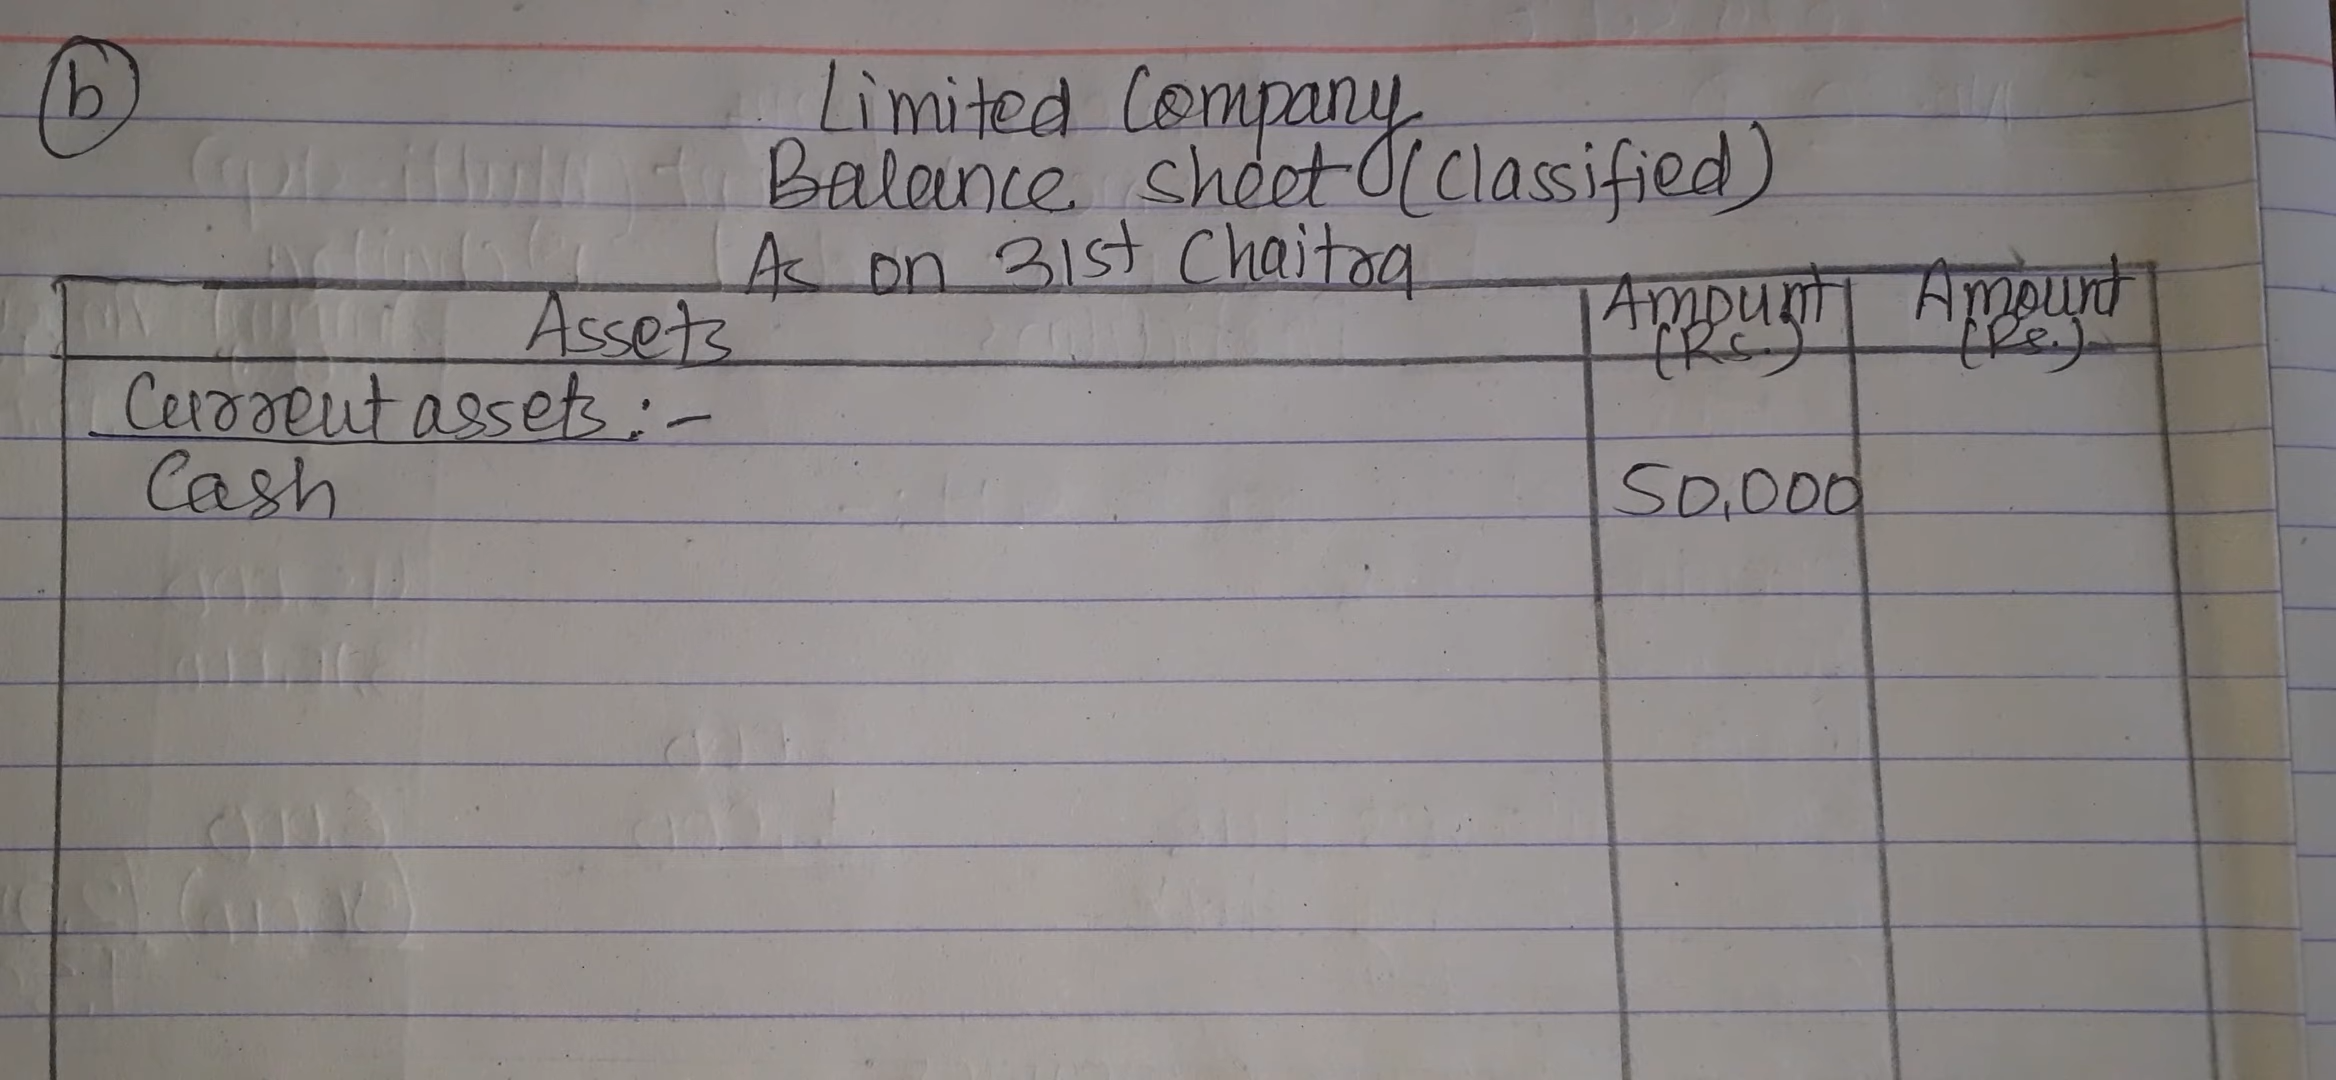 b
Limited Company
Balance sheet (Classified)
As on 31st Chaitra
Assets Amount (Rs.) Amount (Rs.)
Current assets :-
Cash 50,000